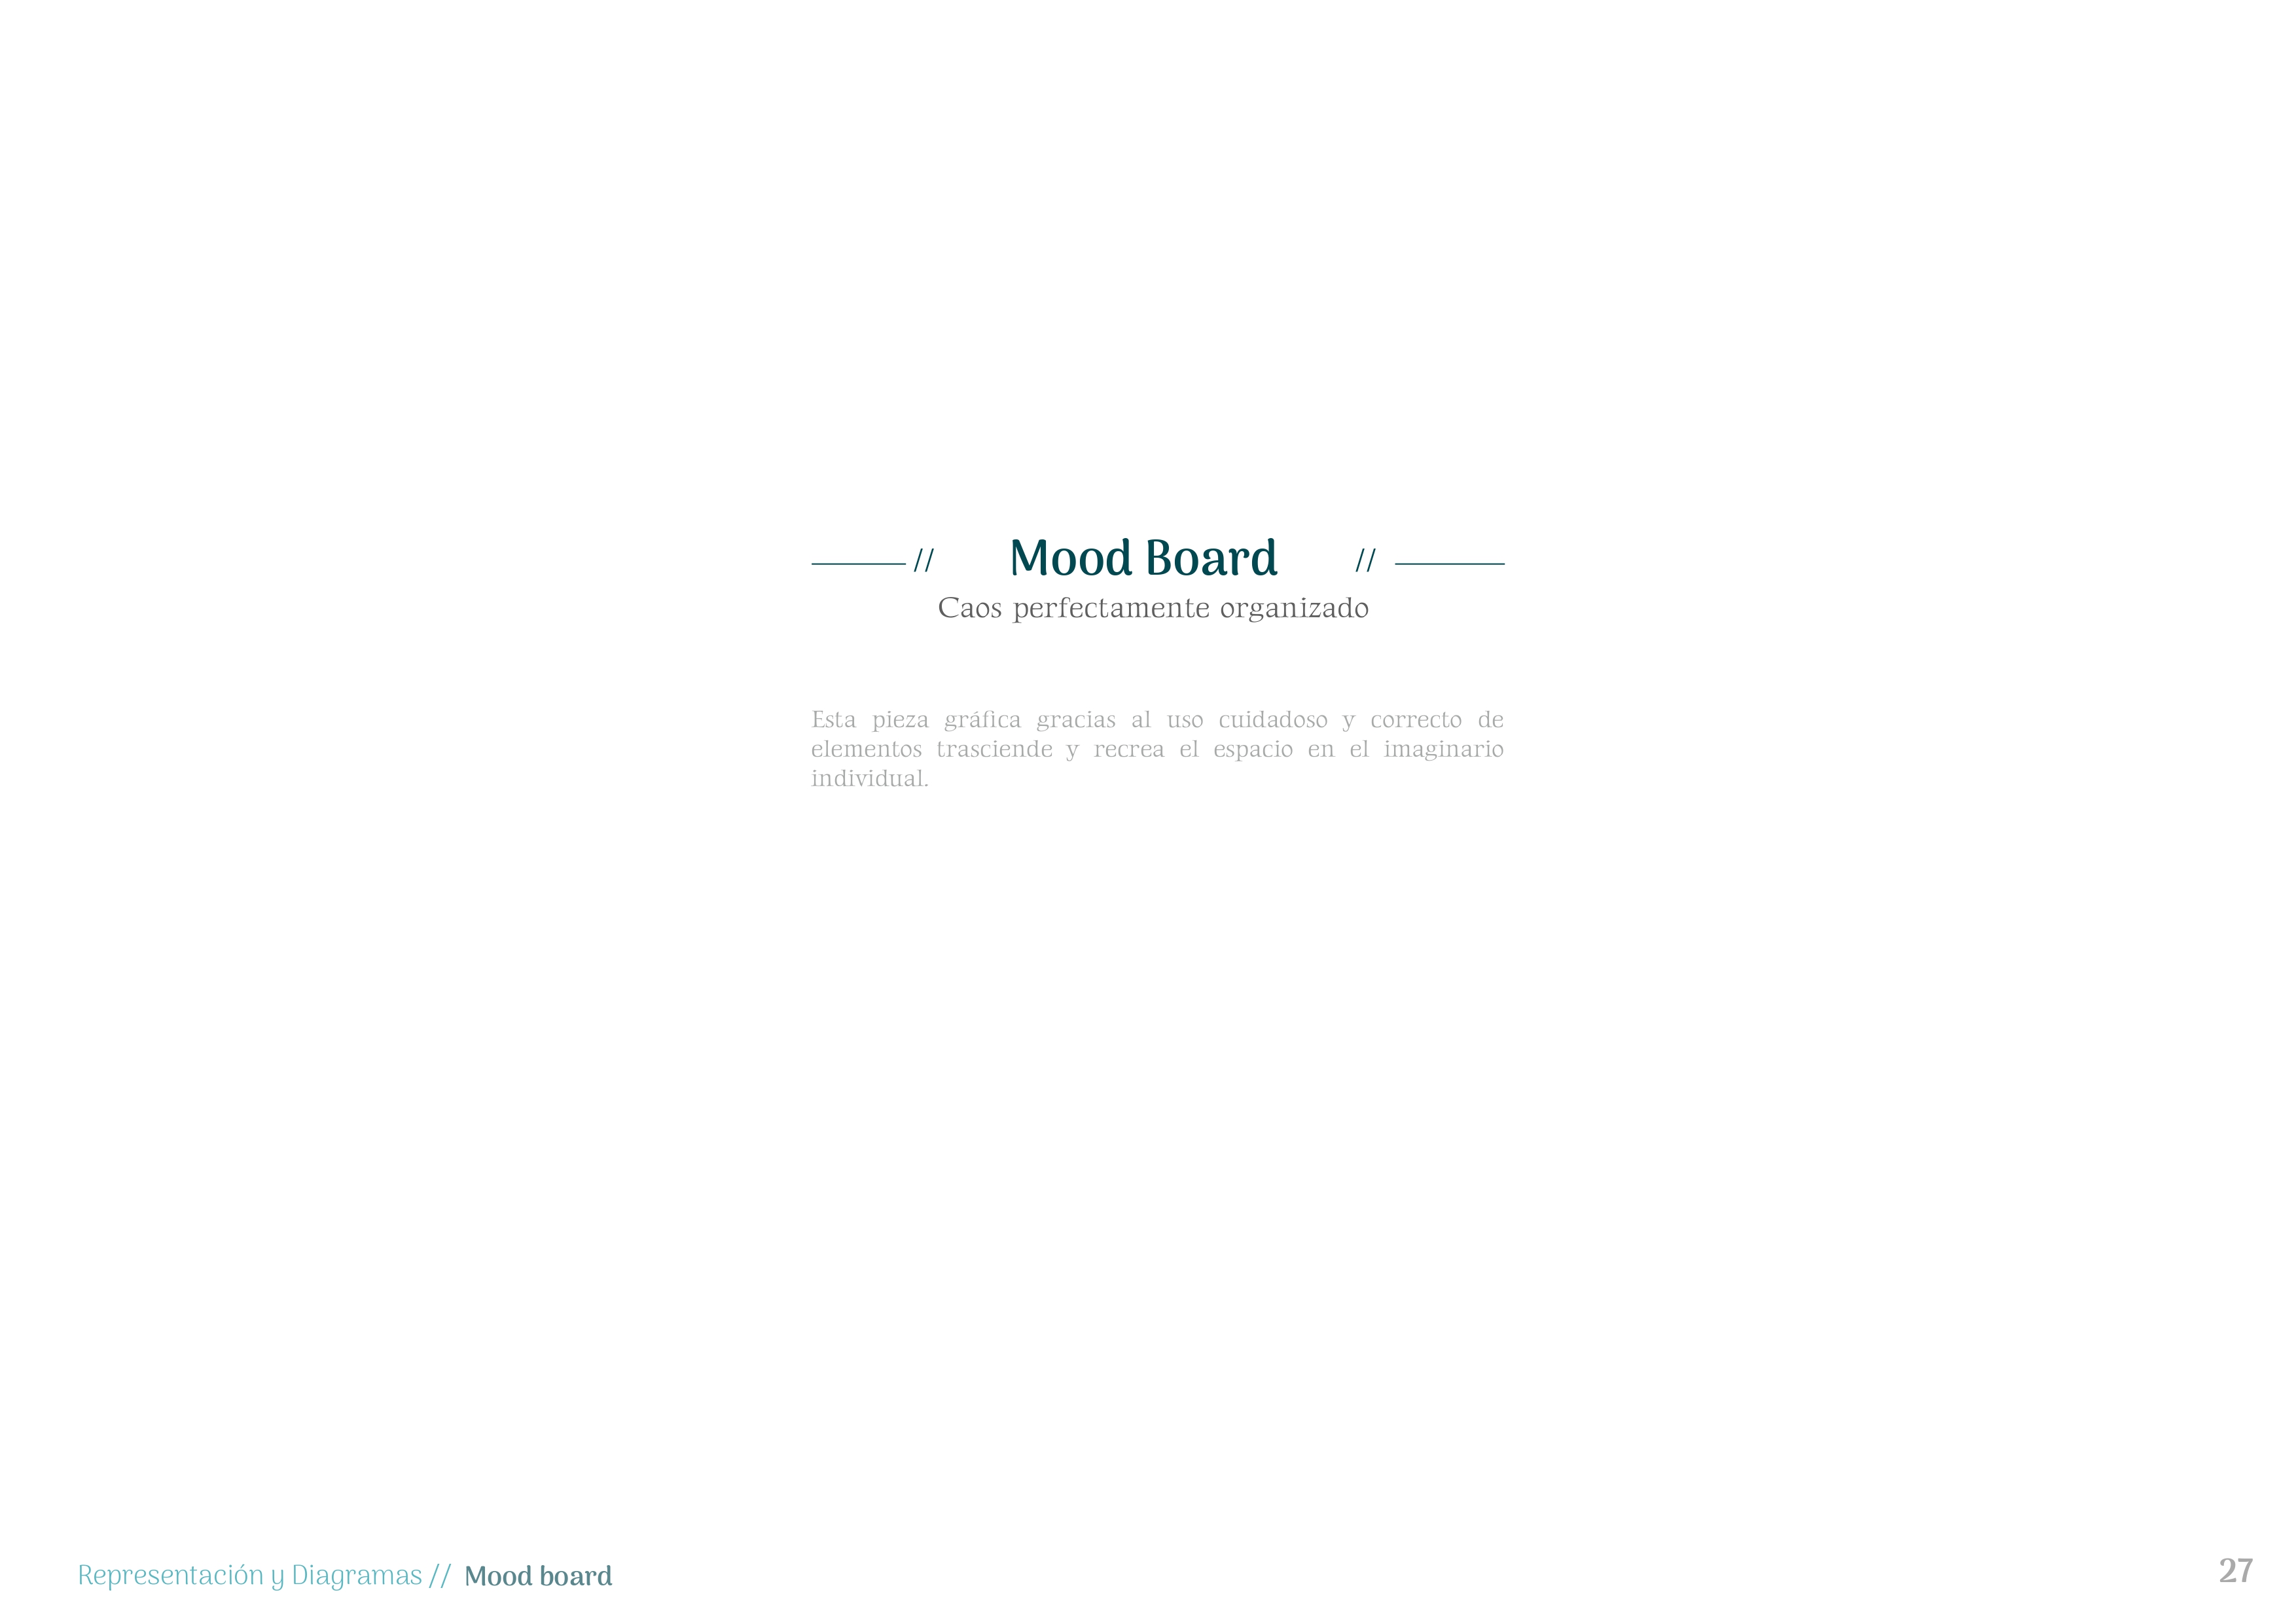 // Mood Board //
Caos perfectamente organizado
Esta pieza gráfica gracias al uso cuidadoso y correcto de
elementos trasciende y recrea el espacio en el imaginario
individual.
Representación y Diagramas // Mood board
27